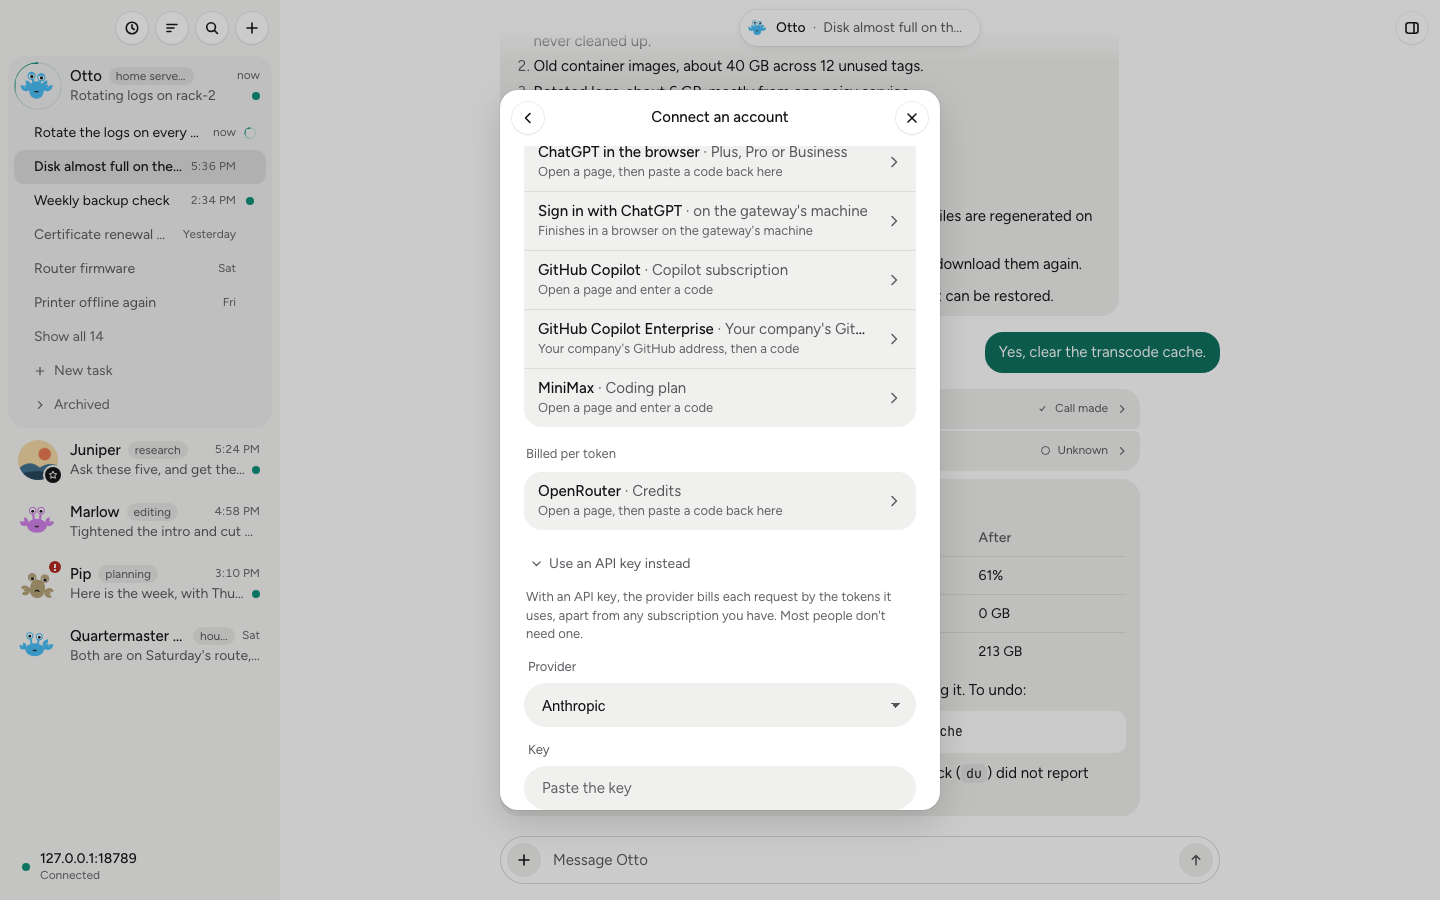 Otto · Disk almost full on th...
never cleaned up.
2. Old container images, about 40 GB across 12 unused tags.
Otto home serve... now
Rotating logs on rack-2
Rotate the logs on every ... now
Disk almost full on the... 5:36 PM
Weekly backup check 2:34 PM
Certificate renewal ... Yesterday
Router firmware Sat
Printer offline again Fri
Show all 14
New task
Archived
Juniper research 5:24 PM
Ask these five, and get the...
Marlow editing 4:58 PM
Tightened the intro and cut ...
Pip planning 3:10 PM
Here is the week, with Thu...
Quartermaster ... hou... Sat
Both are on Saturday's route,...
127.0.0.1:18789
Connected
Connect an account
ChatGPT in the browser · Plus, Pro or Business
Open a page, then paste a code back here
Sign in with ChatGPT · on the gateway's machine
Finishes in a browser on the gateway's machine
GitHub Copilot · Copilot subscription
Open a page and enter a code
GitHub Copilot Enterprise · Your company's Git...
Your company's GitHub address, then a code
MiniMax · Coding plan
Open a page and enter a code
Billed per token
OpenRouter · Credits
Open a page, then paste a code back here
Use an API key instead
With an API key, the provider bills each request by the tokens it
uses, apart from any subscription you have. Most people don't
need one.
Provider
Anthropic
Key
Paste the key
are regenerated on
download them again.
can be restored.
Yes, clear the transcode cache.
Call made
Unknown
After
61%
0 GB
213 GB
it. To undo:
che
(du) did not report
Message Otto